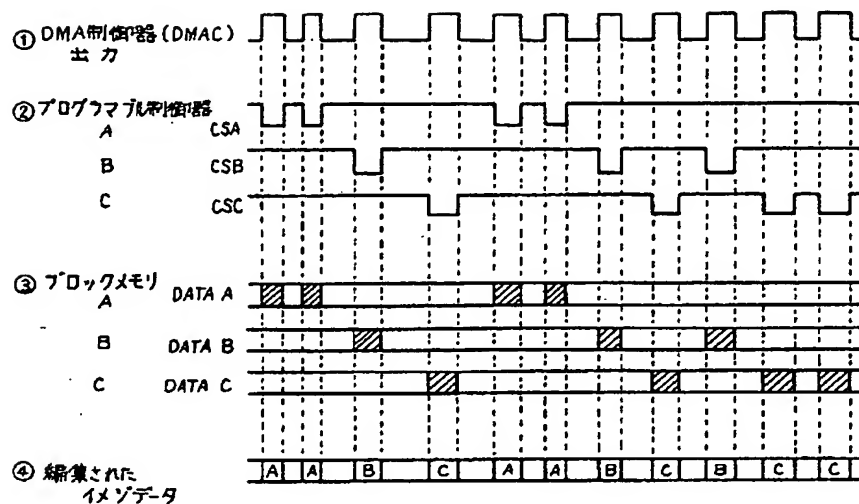 ① DMA制御器(DMAC)
出力
② プログラマブル制御器
A CSA
B CSB
C CSC
③ ブロックメモリ
A DATA A
B DATA B
C DATA C
④ 編集された
イメゾデータ
A A B C A A B C B C C